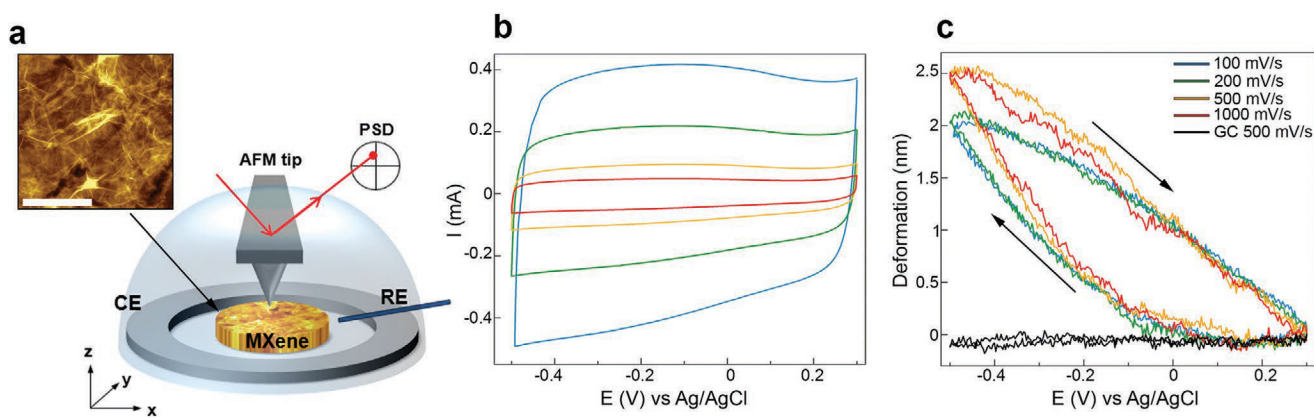 a
PSD
AFM tip
CE
RE
MXene
z
y
x
b
0.4
0.2
0
-0.2
-0.4
I (mA)
-0.4
-0.2
0
0.2
E (V) vs Ag/AgCl
c
2.5
2
1.5
1
0.5
0
Deformation (nm)
100 mV/s
200 mV/s
500 mV/s
1000 mV/s
GC 500 mV/s
-0.4
-0.2
0
0.2
E (V) vs Ag/AgCl